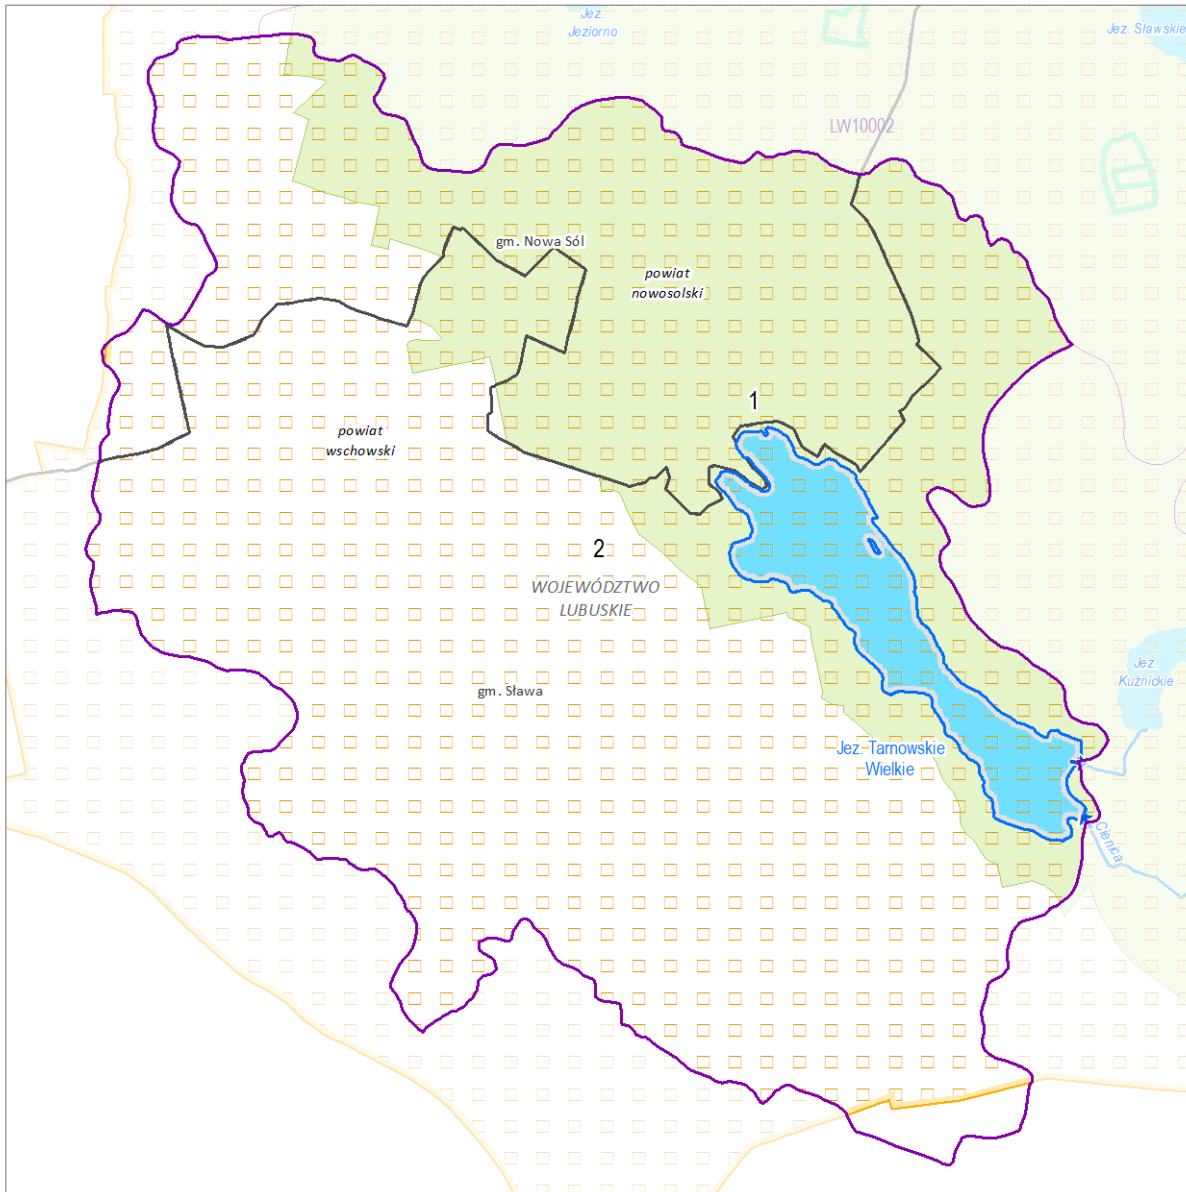 Jez.
Jeziorno
Jez. Sławskie
LW10002
gm. Nowa Sól
powiat
nowosolski
1
powiat
wschowski
2
WOJEWÓDZTWO
LUBUSKIE
gm. Sława
Jez.
Kuźnickie
Jez. Tarnowskie
Wielkie
Cienica